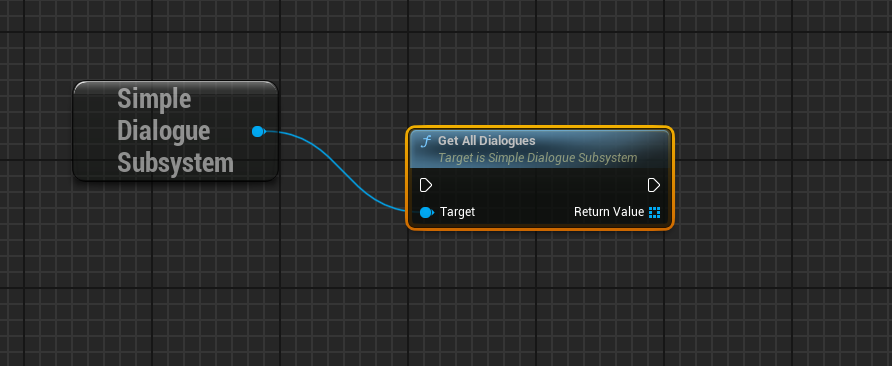 Simple
Dialogue
Subsystem
Get All Dialogues
Target is Simple Dialogue Subsystem
Target
Return Value